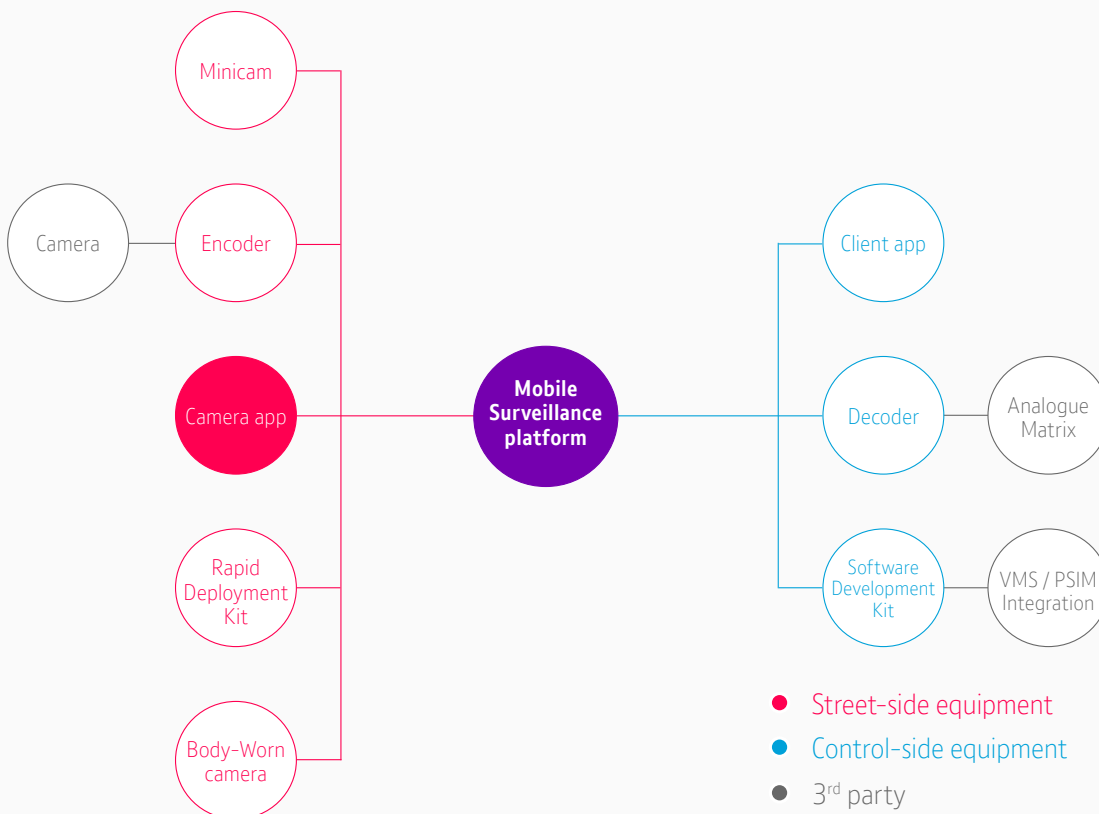 Minicam
Camera
Encoder
Client app
Camera app
Mobile
Surveillance
platform
Decoder
Analogue
Matrix
Rapid
Deployment
Kit
Software
Development
Kit
VMS / PSIM
Integration
Body-Worn
camera
Street-side equipment
Control-side equipment
3rd party